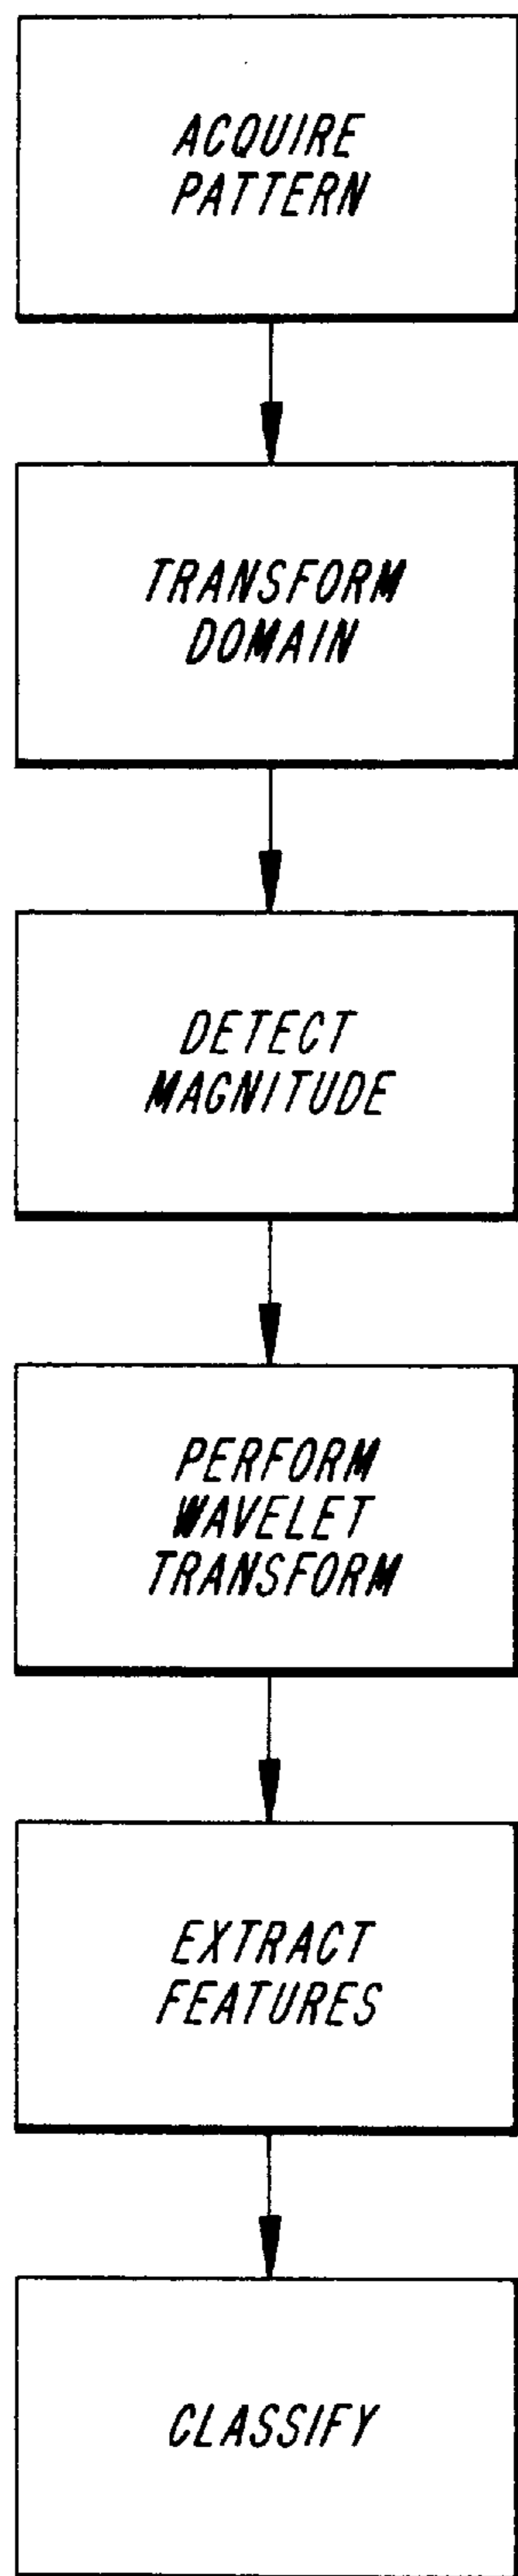 ACQUIRE
PATTERN
TRANSFORM
DOMAIN
DETECT
MAGNITUDE
PERFORM
WAVELET
TRANSFORM
EXTRACT
FEATURES
CLASSIFY